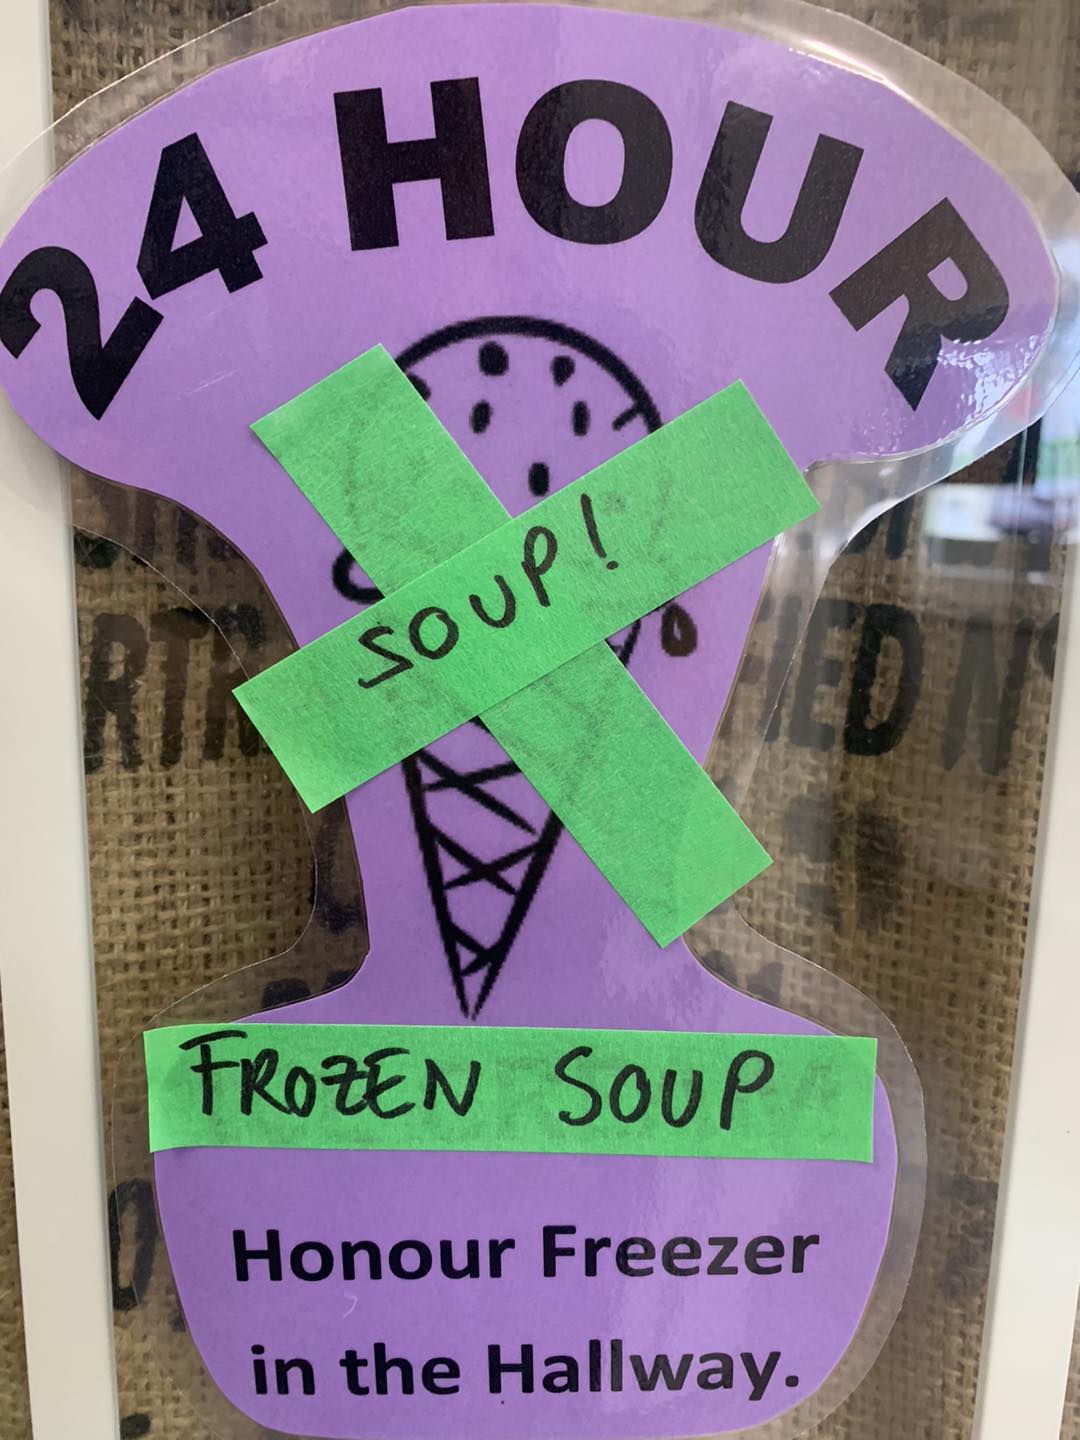 24 HOUR
SOUP!
FROZEN SOUP
Honour Freezer
in the Hallway.